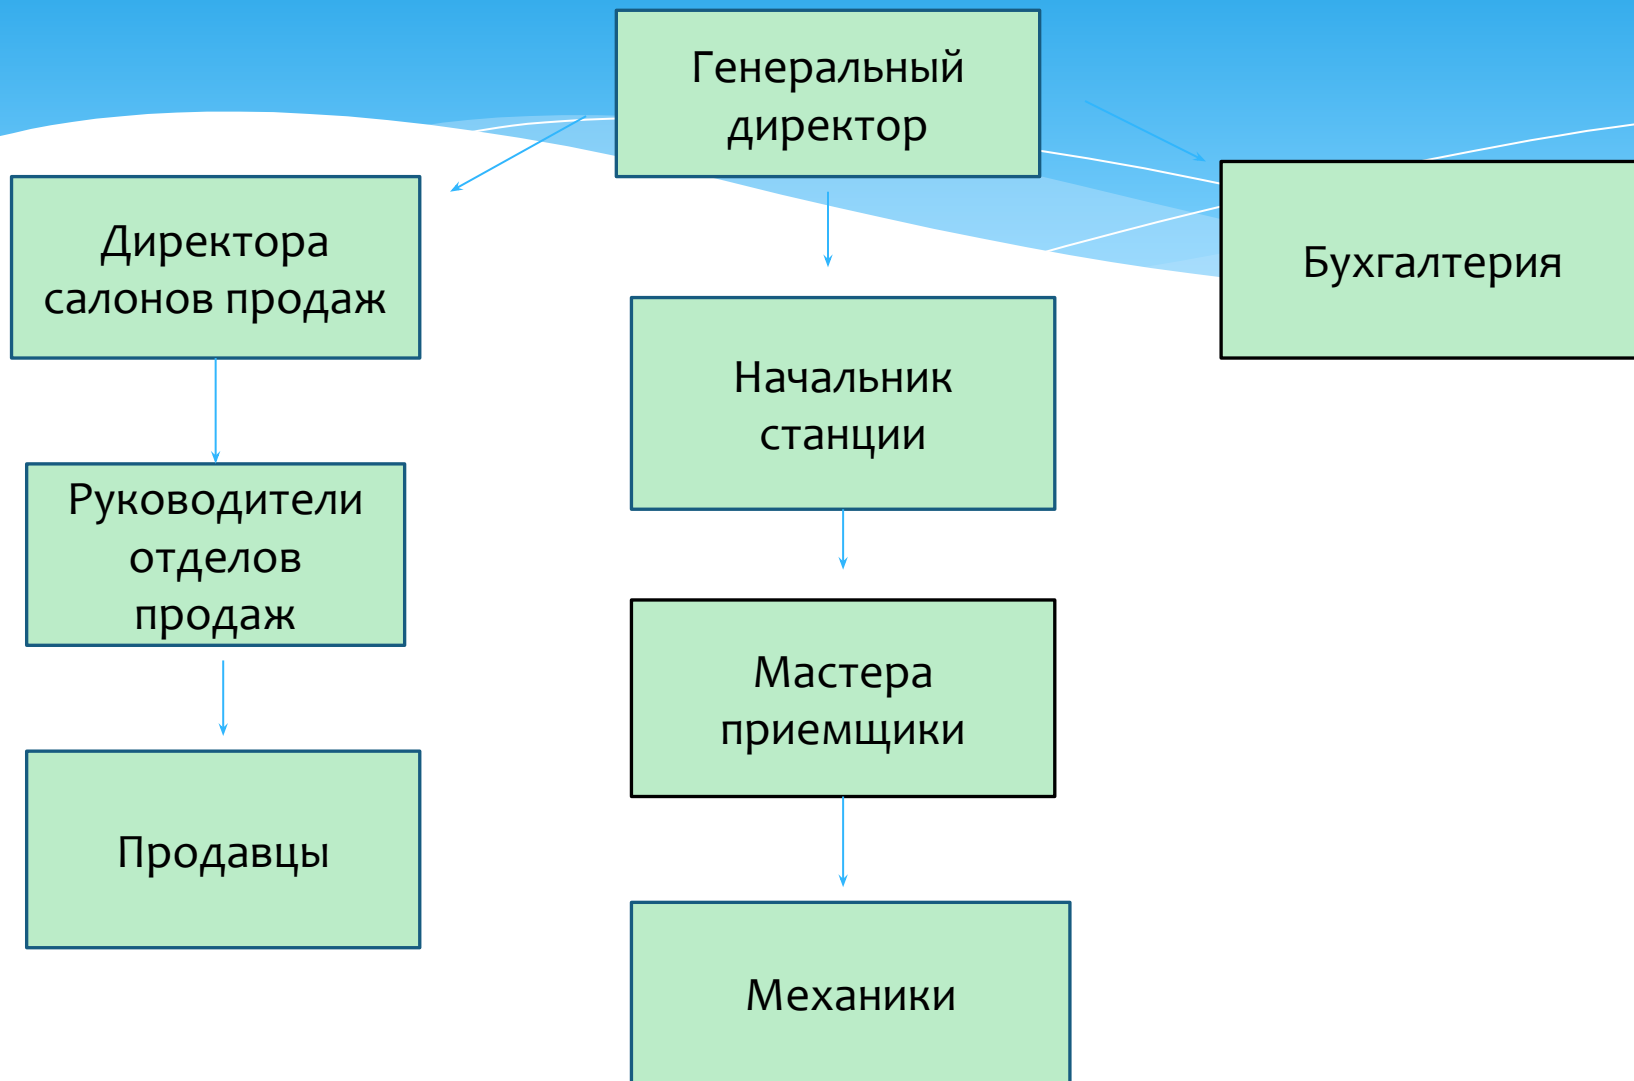 Генеральный
директор
Директора
салонов продаж
Бухгалтерия
Начальник
станции
Руководители
отделов
продаж
Мастера
приемщики
Продавцы
Механики